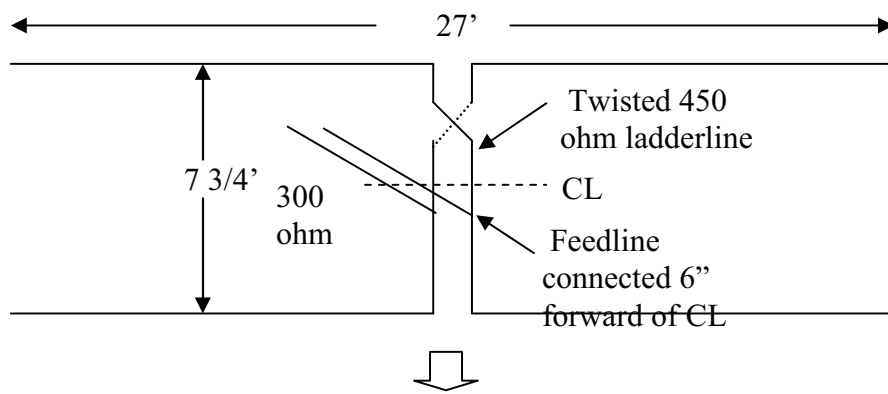 27’
Twisted 450
ohm ladderline
7 3/4’
CL
300
ohm
Feedline
connected 6”
forward of CL